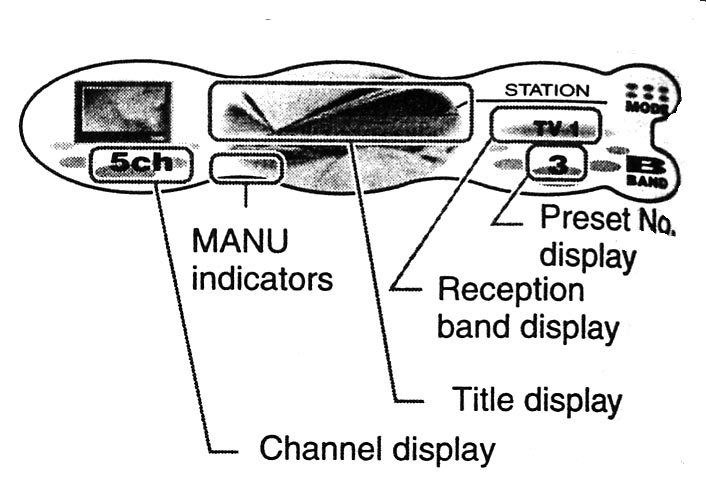 STATION
MODE
TV 1
5ch
3
B
BAND
MANU
indicators
Preset No.
display
Reception
band display
Title display
Channel display